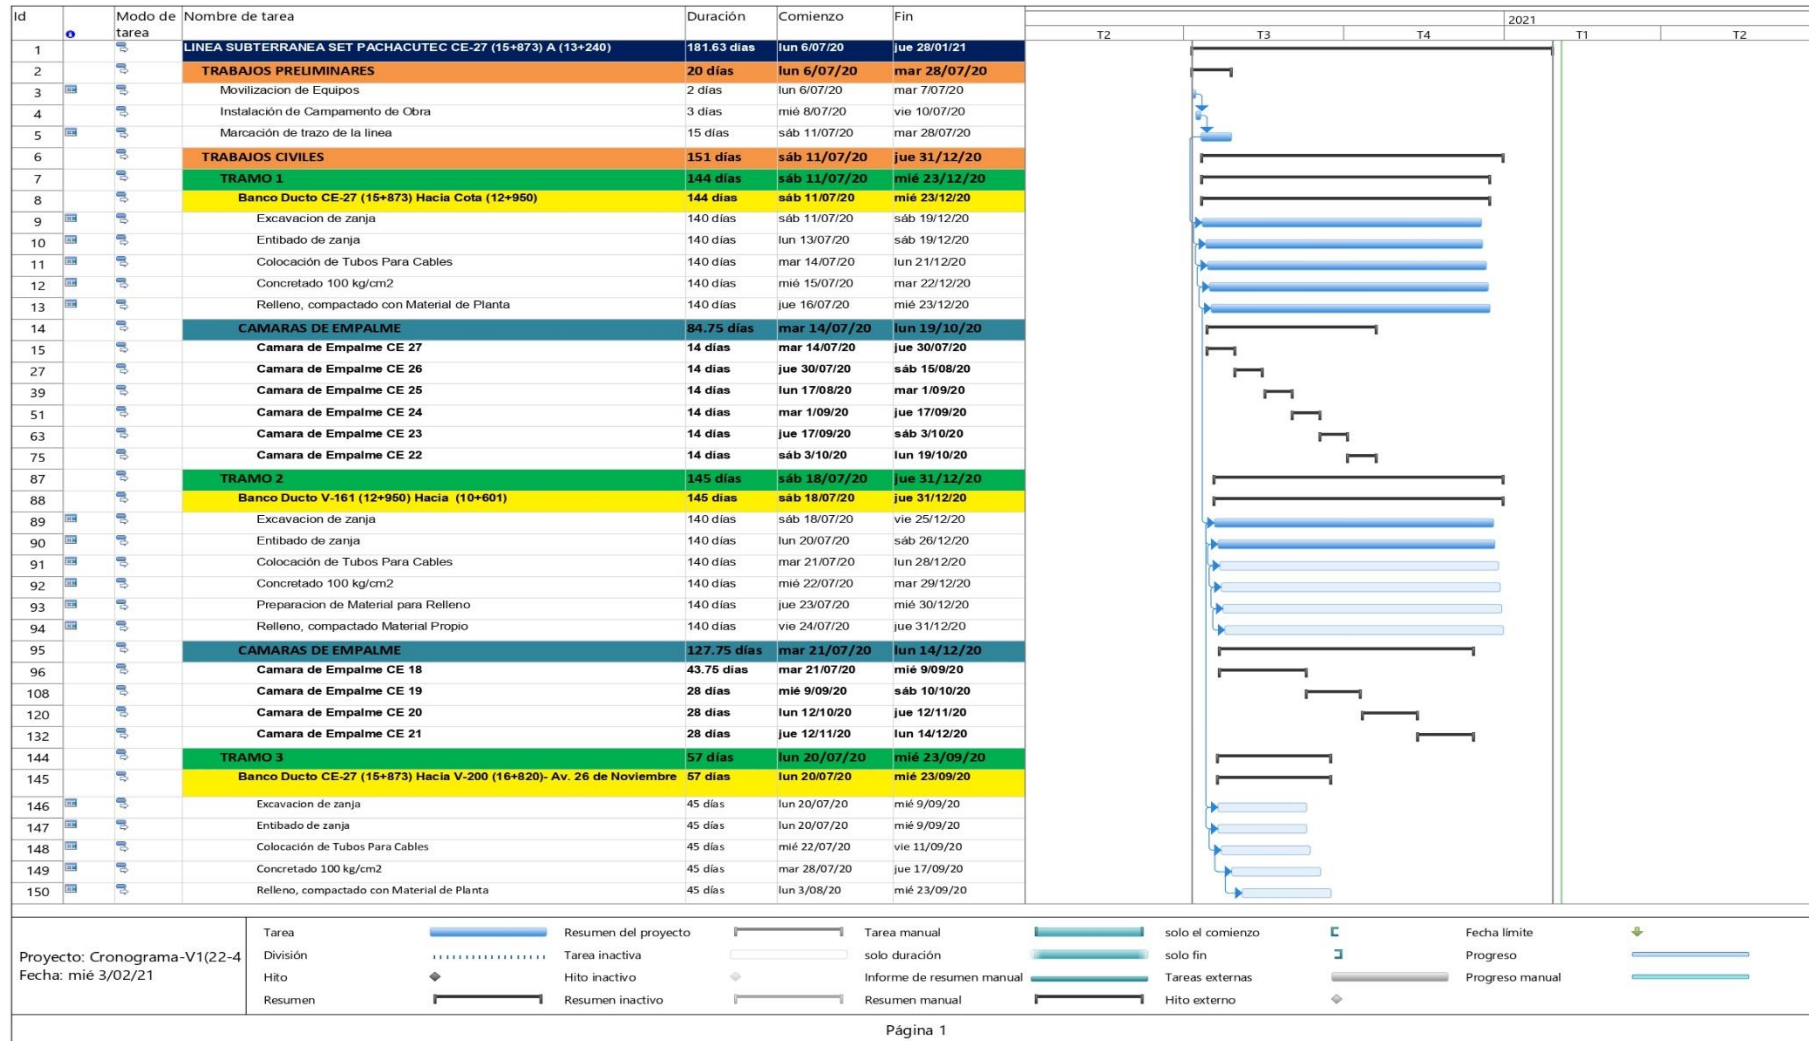 Id Modo de tarea Nombre de tarea Duración Comienzo Fin
2021
T2 T3 T4 T1 T2
1 LINEA SUBTERRANEA SET PACHACUTEC CE-27 (15+873) A (13+240) 181.63 días lun 6/07/20 jue 28/01/21
2 TRABAJOS PRELIMINARES 20 días lun 6/07/20 mar 28/07/20
3 Movilizacion de Equipos 2 días lun 6/07/20 mar 7/07/20
4 Instalación de Campamento de Obra 3 días mié 8/07/20 vie 10/07/20
5 Marcación de trazo de la linea 15 días sáb 11/07/20 mar 28/07/20
6 TRABAJOS CIVILES 151 días sáb 11/07/20 jue 31/12/20
7 TRAMO 1 144 días sáb 11/07/20 mié 23/12/20
8 Banco Ducto CE-27 (15+873) Hacia Cota (12+950) 144 días sáb 11/07/20 mié 23/12/20
9 Excavacion de zanja 140 días sáb 11/07/20 sáb 19/12/20
10 Entibado de zanja 140 días lun 13/07/20 sáb 19/12/20
11 Colocación de Tubos Para Cables 140 días mar 14/07/20 lun 21/12/20
12 Concretado 100 kg/cm2 140 días mié 15/07/20 mar 22/12/20
13 Relleno, compactado con Material de Planta 140 días jue 16/07/20 mié 23/12/20
14 CAMARAS DE EMPALME 84.75 días mar 14/07/20 lun 19/10/20
15 Camara de Empalme CE 27 14 días mar 14/07/20 jue 30/07/20
27 Camara de Empalme CE 26 14 días jue 30/07/20 sáb 15/08/20
39 Camara de Empalme CE 25 14 días lun 17/08/20 mar 1/09/20
51 Camara de Empalme CE 24 14 días mar 1/09/20 jue 17/09/20
63 Camara de Empalme CE 23 14 días jue 17/09/20 sáb 3/10/20
75 Camara de Empalme CE 22 14 días sáb 3/10/20 lun 19/10/20
87 TRAMO 2 145 días sáb 18/07/20 jue 31/12/20
88 Banco Ducto V-161 (12+950) Hacia (10+601) 145 días sáb 18/07/20 jue 31/12/20
89 Excavacion de zanja 140 días sáb 18/07/20 vie 25/12/20
90 Entibado de zanja 140 días lun 20/07/20 sáb 26/12/20
91 Colocación de Tubos Para Cables 140 días mar 21/07/20 lun 28/12/20
92 Concretado 100 kg/cm2 140 días mié 22/07/20 mar 29/12/20
93 Preparacion de Material para Relleno 140 días jue 23/07/20 mié 30/12/20
94 Relleno, compactado Material Propio 140 días vie 24/07/20 jue 31/12/20
95 CAMARAS DE EMPALME 127.75 días mar 21/07/20 lun 14/12/20
96 Camara de Empalme CE 18 43.75 días mar 21/07/20 mié 9/09/20
108 Camara de Empalme CE 19 28 días mié 9/09/20 sáb 10/10/20
120 Camara de Empalme CE 20 28 días lun 12/10/20 jue 12/11/20
132 Camara de Empalme CE 21 28 días jue 12/11/20 lun 14/12/20
144 TRAMO 3 57 días lun 20/07/20 mié 23/09/20
145 Banco Ducto CE-27 (15+873) Hacia V-200 (16+820)- Av. 26 de Noviembre 57 días lun 20/07/20 mié 23/09/20
146 Excavacion de zanja 45 días lun 20/07/20 mié 9/09/20
147 Entibado de zanja 45 días lun 20/07/20 mié 9/09/20
148 Colocación de Tubos Para Cables 45 días mié 22/07/20 vie 11/09/20
149 Concretado 100 kg/cm2 45 días mar 28/07/20 jue 17/09/20
150 Relleno, compactado con Material de Planta 45 días lun 3/08/20 mié 23/09/20
Proyecto: Cronograma-V1(22-4
Fecha: mié 3/02/21
Tarea Resumen del proyecto Tarea manual solo el comienzo Fecha límite
División Tarea inactiva solo duración solo fin Progreso
Hito Hito inactivo Informe de resumen manual Tareas externas Progreso manual
Resumen Resumen inactivo Resumen manual Hito externo
Página 1